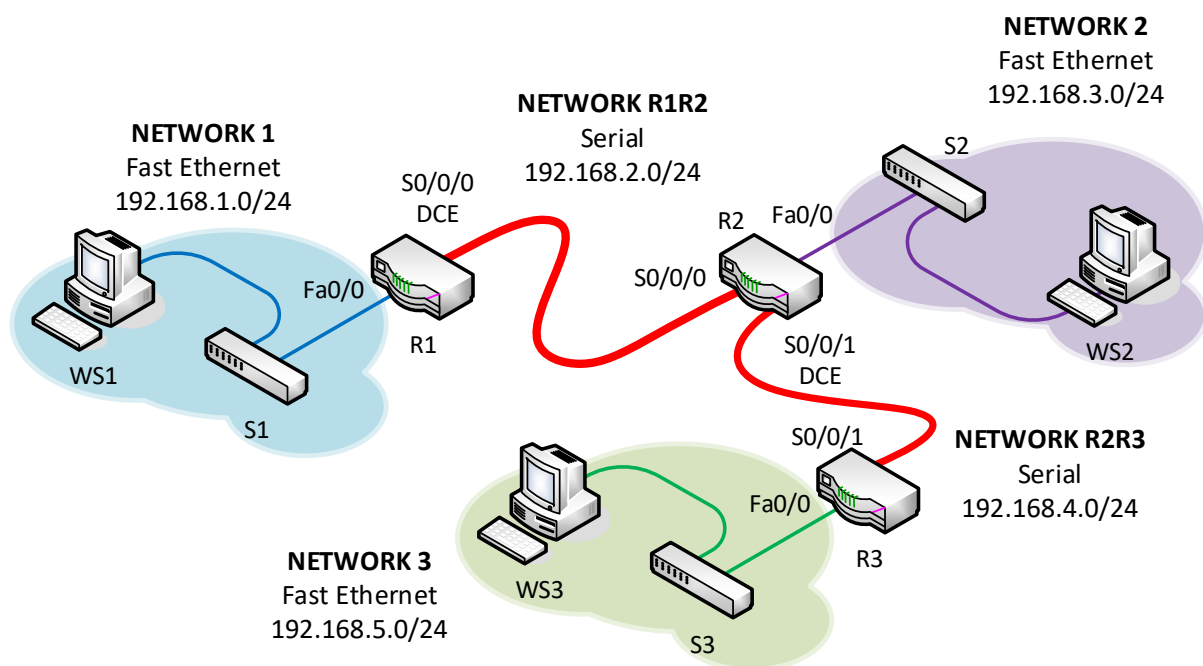 NETWORK 2
Fast Ethernet
192.168.3.0/24
NETWORK R1R2
Serial
192.168.2.0/24
NETWORK 1
Fast Ethernet
192.168.1.0/24
S2
S0/0/0
DCE
R2
Fa0/0
S0/0/0
Fa0/0
R1
WS1
S1
S0/0/1
DCE
WS2
S0/0/1
NETWORK R2R3
Serial
192.168.4.0/24
Fa0/0
R3
NETWORK 3
Fast Ethernet
192.168.5.0/24
WS3
S3